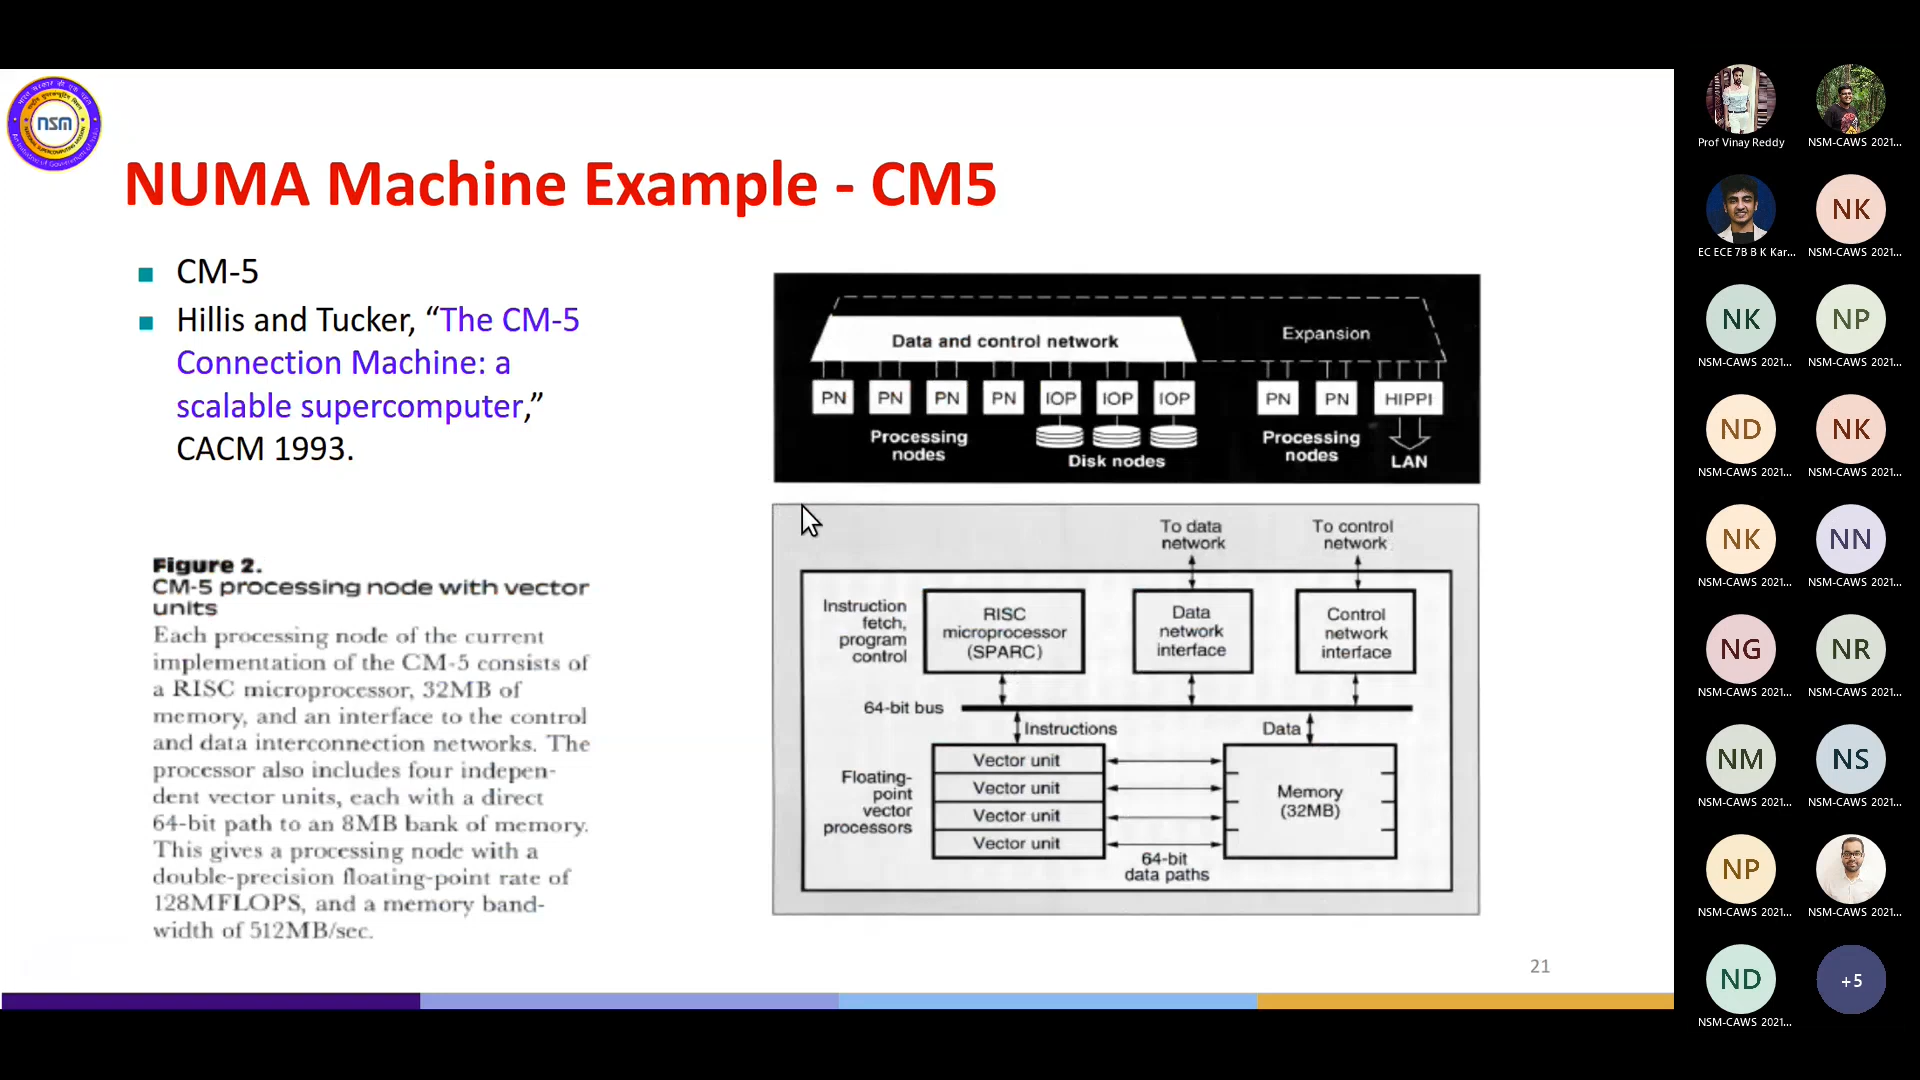 nsm
NUMA Machine Example - CM5
CM-5
Hillis and Tucker, “The CM-5
Connection Machine: a
scalable supercomputer,”
CACM 1993.
Figure 2.
CM-5 processing node with vector
units
Each processing node of the current
implementation of the CM-5 consists of
a RISC microprocessor, 32MB of
memory, and an interface to the control
and data interconnection networks. The
processor also includes four indepen-
dent vector units, each with a direct
64-bit path to an 8MB bank of memory.
This gives a processing node with a
double-precision floating-point rate of
128MFLOPS, and a memory band-
width of 512MB/sec.
Data and control network
Expansion
PN PN PN PN IOP IOP IOP PN PN HIPPI
Processing
nodes
Disk nodes
Processing
nodes
LAN
To data
network
To control
network
Instruction
fetch,
program
control
RISC
microprocessor
(SPARC)
Data
network
interface
Control
network
interface
64-bit bus
Instructions
Data
Floating-
point
vector
processors
Vector unit
Vector unit
Vector unit
Vector unit
Memory
(32MB)
64-bit
data paths
21
Prof Vinay Reddy
NSM-CAWS 2021...
EC ECE 7B B K Kar...
NK
NSM-CAWS 2021...
NK
NSM-CAWS 2021...
NP
NSM-CAWS 2021...
ND
NSM-CAWS 2021...
NK
NSM-CAWS 2021...
NK
NSM-CAWS 2021...
NN
NSM-CAWS 2021...
NG
NSM-CAWS 2021...
NR
NSM-CAWS 2021...
NM
NSM-CAWS 2021...
NS
NSM-CAWS 2021...
NP
NSM-CAWS 2021...
NSM-CAWS 2021...
ND
NSM-CAWS 2021...
+5